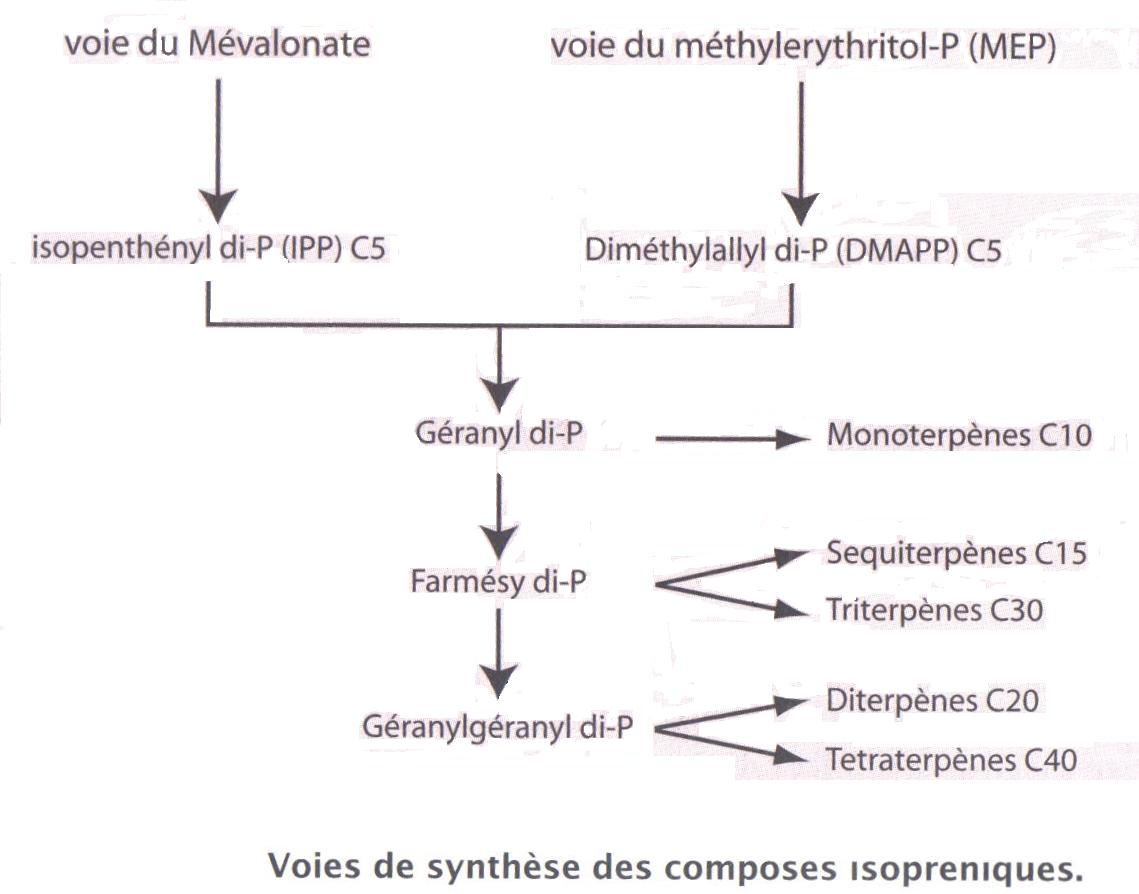 voie du Mévalonate
voie du méthylerythritol-P (MEP)
isopenthényl di-P (IPP) C5
Diméthylallyl di-P (DMAPP) C5
Géranyl di-P
Monoterpènes C10
Farmésy di-P
Sequiterpènes C15
Triterpènes C30
Géranylgéranyl di-P
Diterpènes C20
Tetraterpènes C40
Voies de synthèse des composes ısoprenıques.